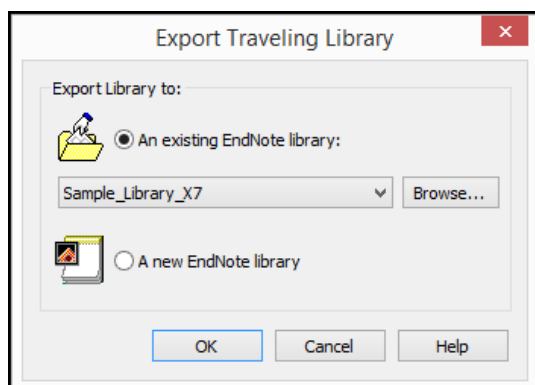 Export Traveling Library
Export Library to:
An existing EndNote library:
Sample_Library_X7 Browse...
A new EndNote library
OK Cancel Help